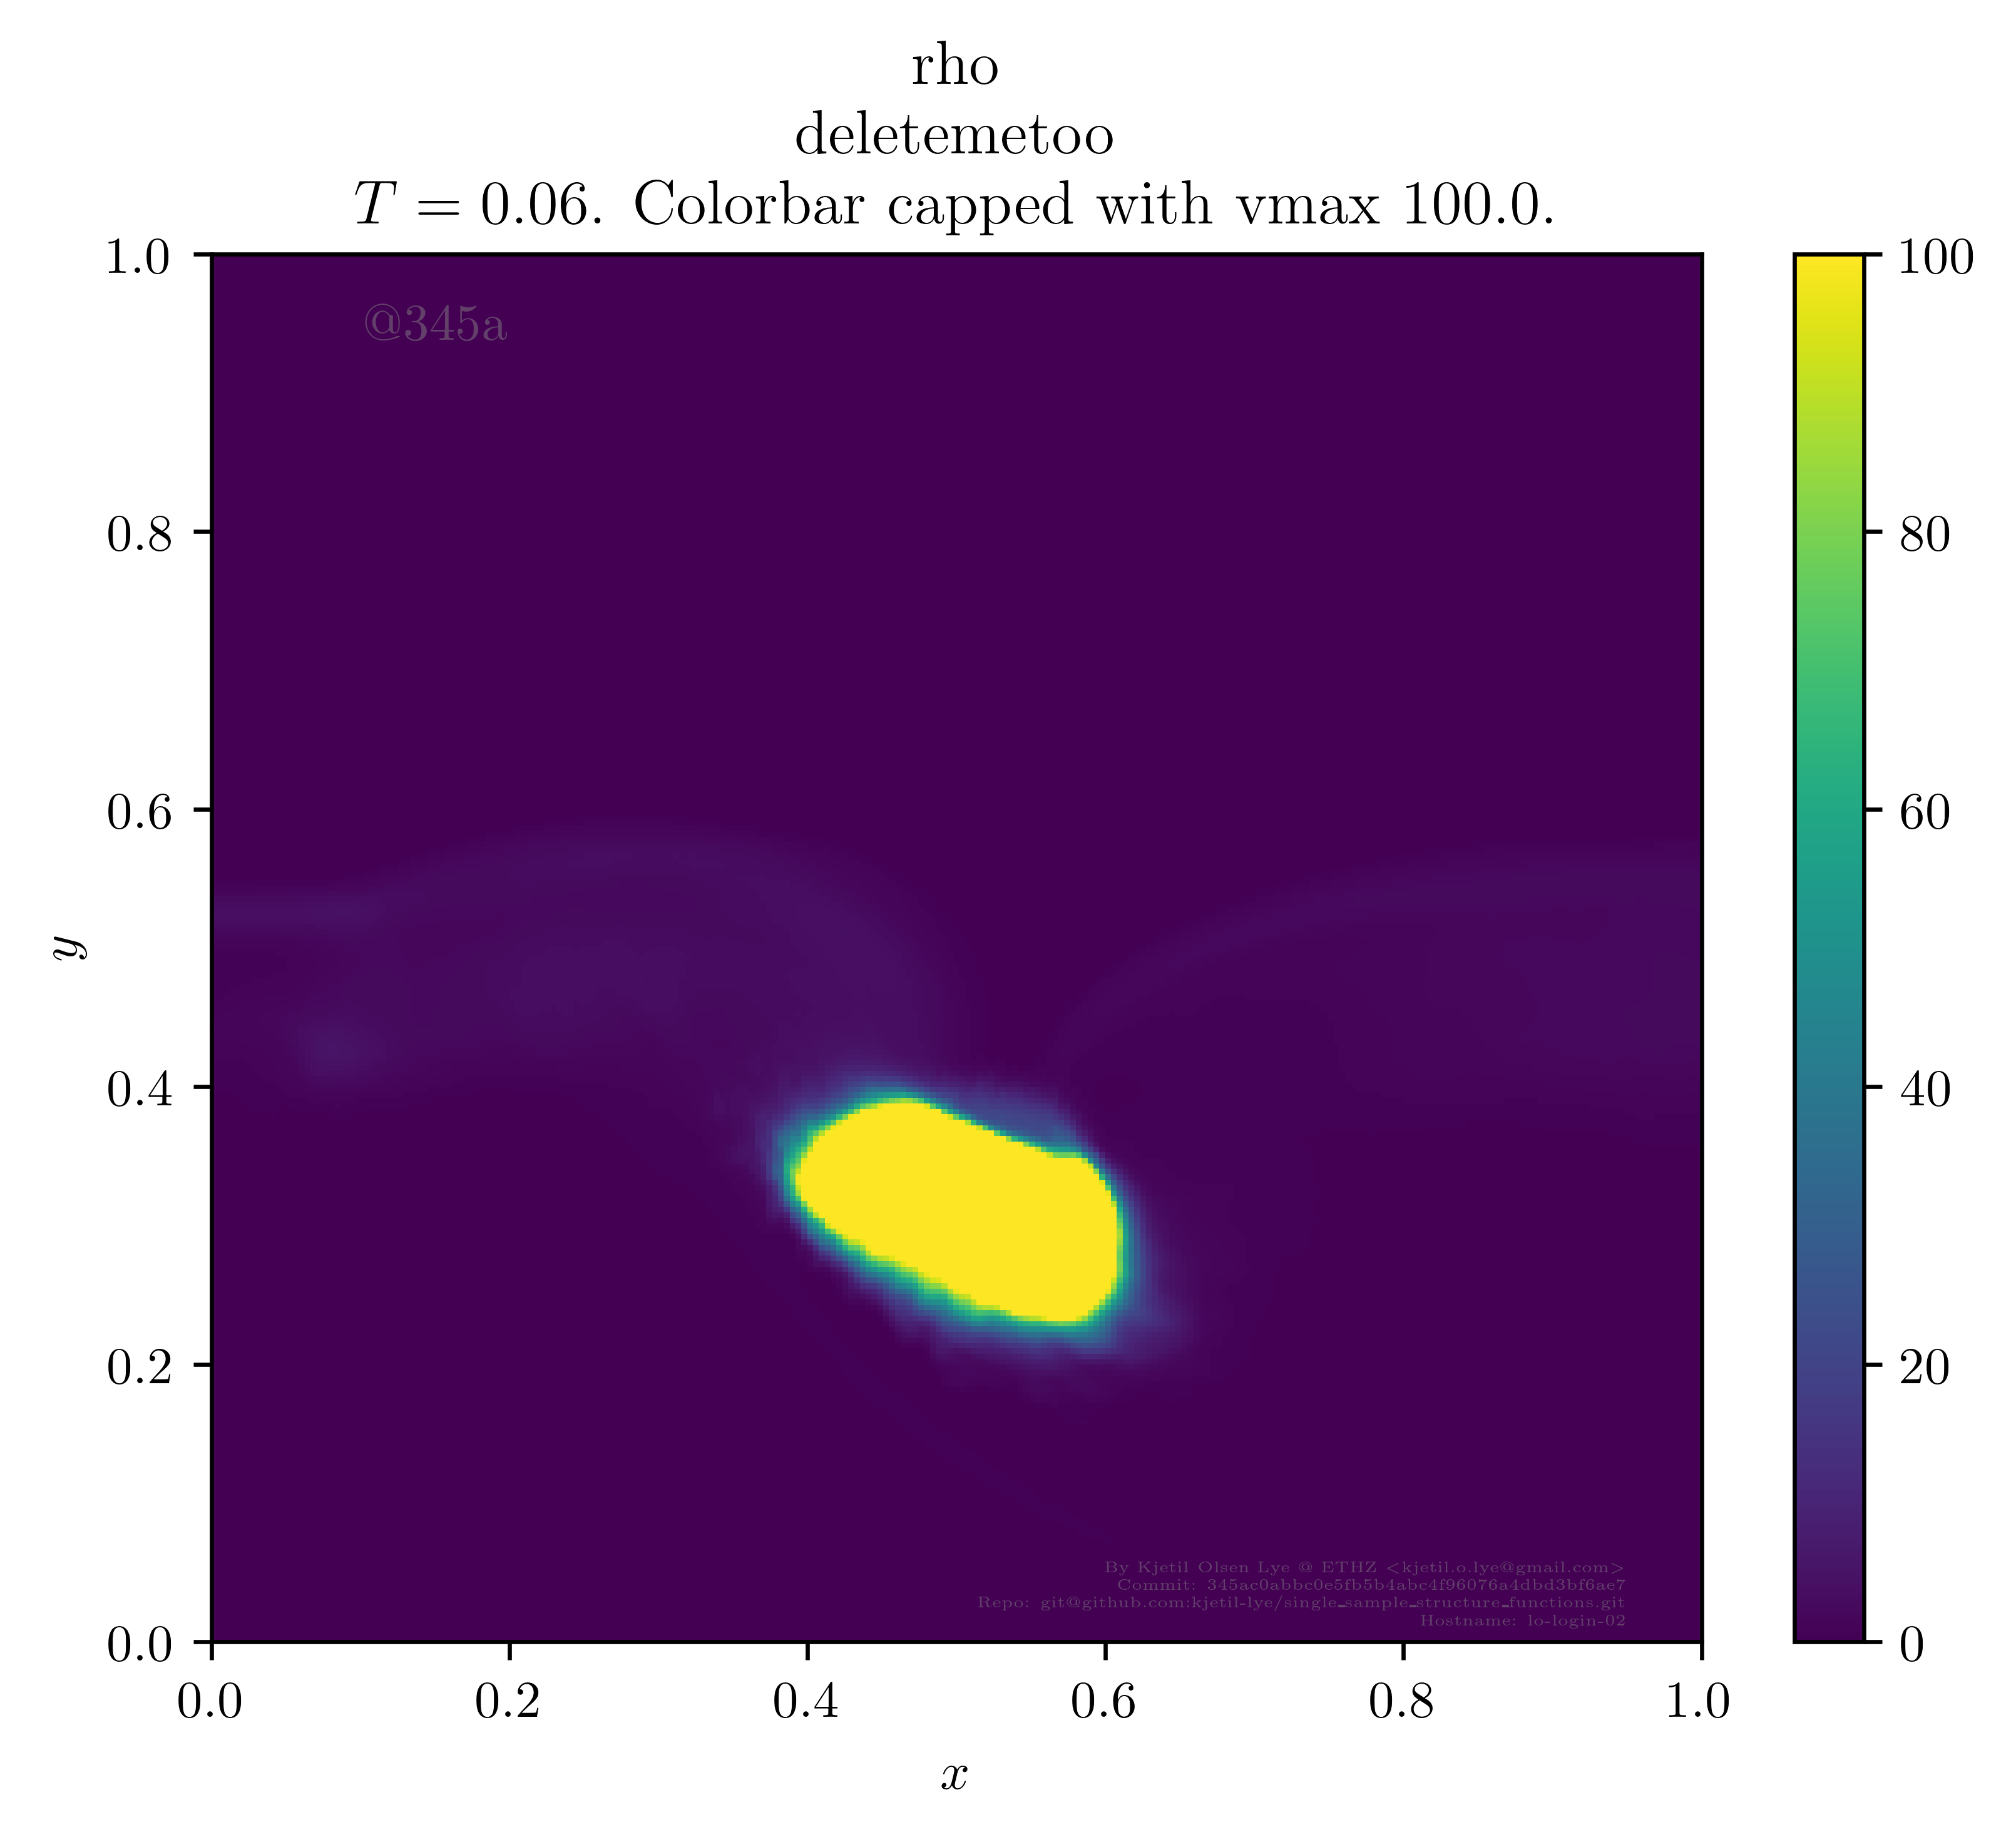 rho
deletemetoo
T = 0.06. Colorbar capped with vmax 100.0.
1.0
0.8
0.6
0.4
0.2
0.0
y
@345a
By Kjetil Olsen Lye @ ETHZ <kjetil.o.lye@gmail.com>
Commit: 345ac0abbc0e5fb5b4abc4f96076a4dbd3bf6ae7
Repo: git@github.com:kjetil-lye/single_sample_structure_functions.git
Hostname: lo-login-02
0.0 0.2 0.4 0.6 0.8 1.0
x
100
80
60
40
20
0